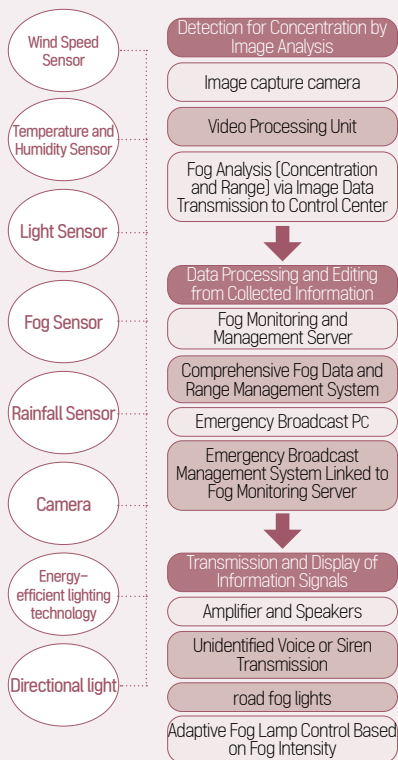 Wind Speed
Sensor
Temperature and
Humidity Sensor
Light Sensor
Fog Sensor
Rainfall Sensor
Camera
Energy-
efficient lighting
technology
Directional light
Detection for Concentration by
Image Analysis
Image capture camera
Video Processing Unit
Fog Analysis (Concentration
and Range) via Image Data
Transmission to Control Center
Data Processing and Editing
from Collected Information
Fog Monitoring and
Management Server
Comprehensive Fog Data and
Range Management System
Emergency Broadcast PC
Emergency Broadcast
Management System Linked to
Fog Monitoring Server
Transmission and Display of
Information Signals
Amplifier and Speakers
Unidentified Voice or Siren
Transmission
road fog lights
Adaptive Fog Lamp Control Based
on Fog Intensity